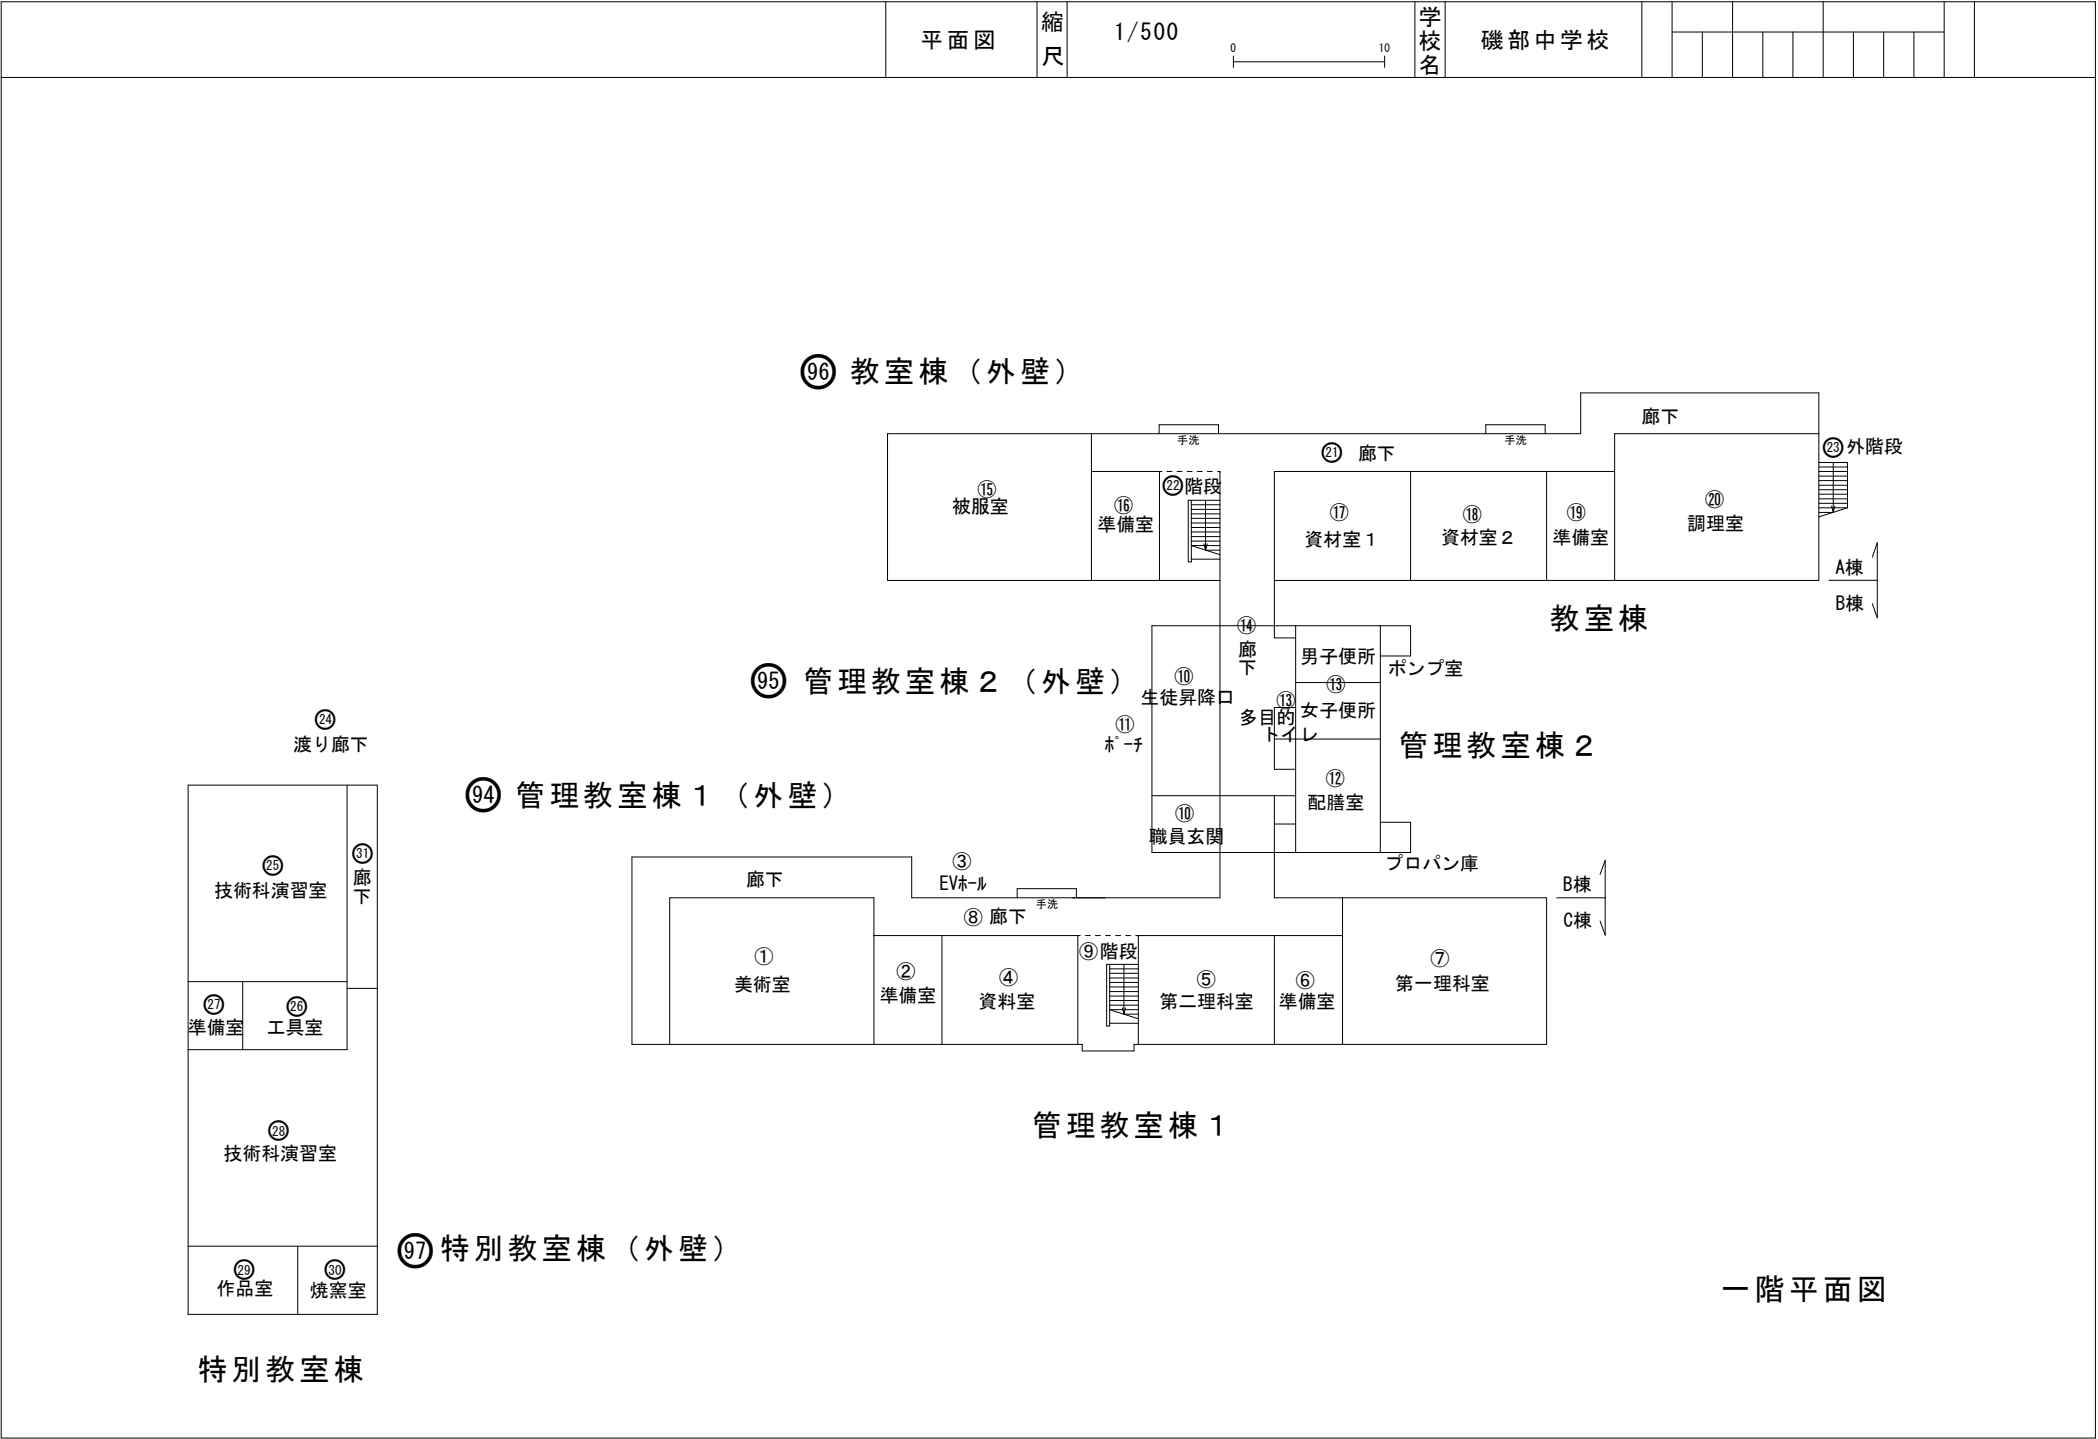 平面図
縮尺
1/500
0 10
学校名
磯部中学校
96 教室棟（外壁）
廊下
手洗
手洗
㉑ 廊下
㉓外階段
⑮
被服室
⑯
準備室
㉒階段
⑰
資材室１
⑱
資材室２
⑲
準備室
⑳
調理室
A棟
B棟
教室棟
⑭
廊下
男子便所
ポンプ室
95 管理教室棟２（外壁）
⑩
生徒昇降口
⑬
女子便所
⑬
多目的
トイレ
⑪
ﾎﾟｰﾁ
管理教室棟２
㉔
渡り廊下
94 管理教室棟１（外壁）
⑫
配膳室
⑩
職員玄関
プロパン庫
㉕
技術科演習室
㉛
廊下
③
EVﾎｰﾙ
廊下
手洗
⑧ 廊下
B棟
C棟
①
美術室
②
準備室
④
資料室
⑨階段
⑤
第二理科室
⑥
準備室
⑦
第一理科室
㉗
準備室
㉖
工具室
管理教室棟１
㉘
技術科演習室
97 特別教室棟（外壁）
㉙
作品室
㉚
焼窯室
一階平面図
特別教室棟